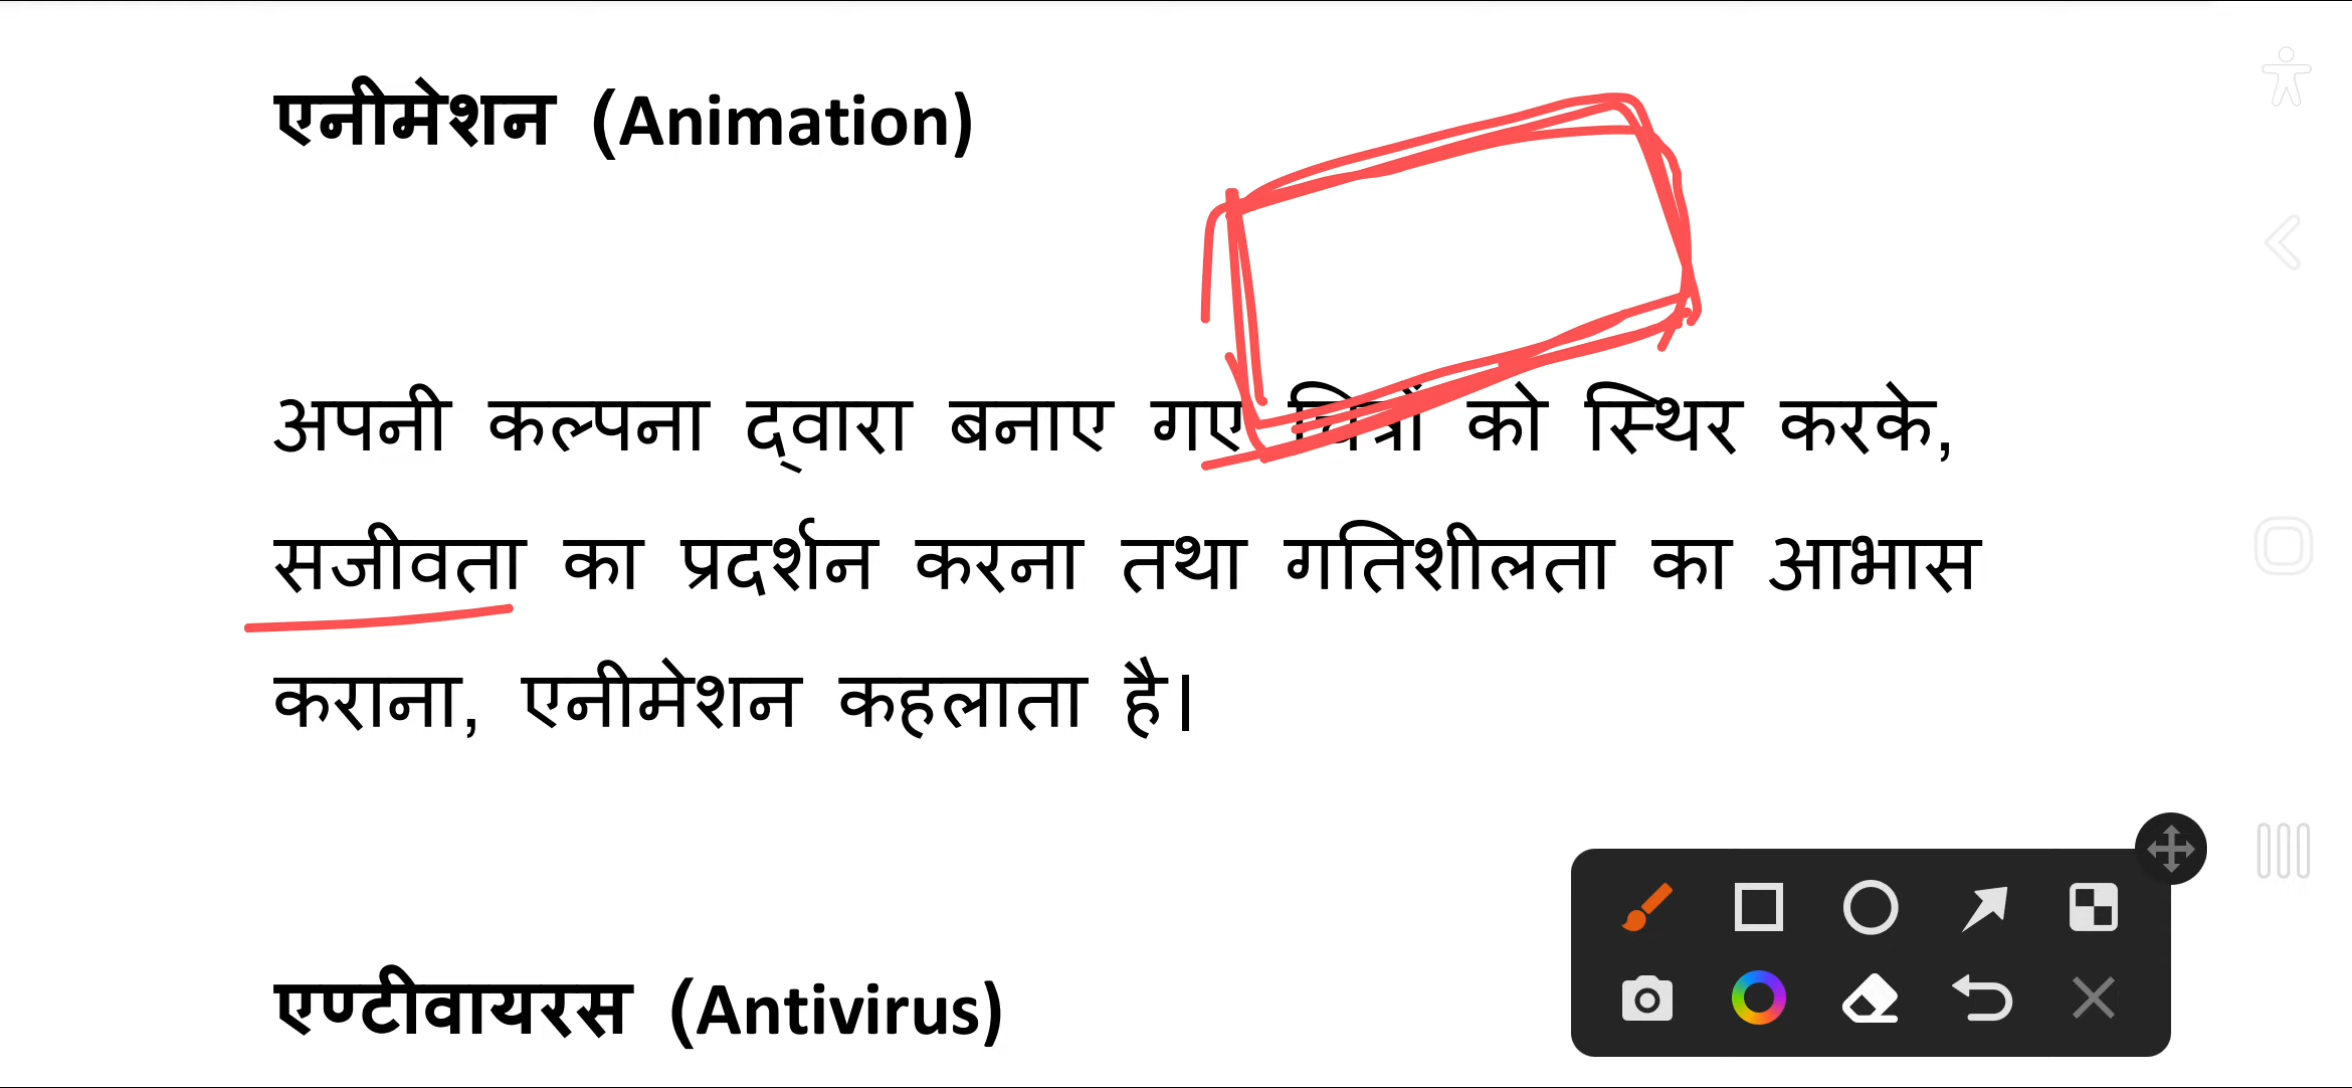 एनीमेशन (Animation)
अपनी कल्पना द्वारा बनाए गए चित्रों को स्थिर करके,
सजीवता का प्रदर्शन करना तथा गतिशीलता का आभास
कराना, एनीमेशन कहलाता है।
एण्टीवायरस (Antivirus)